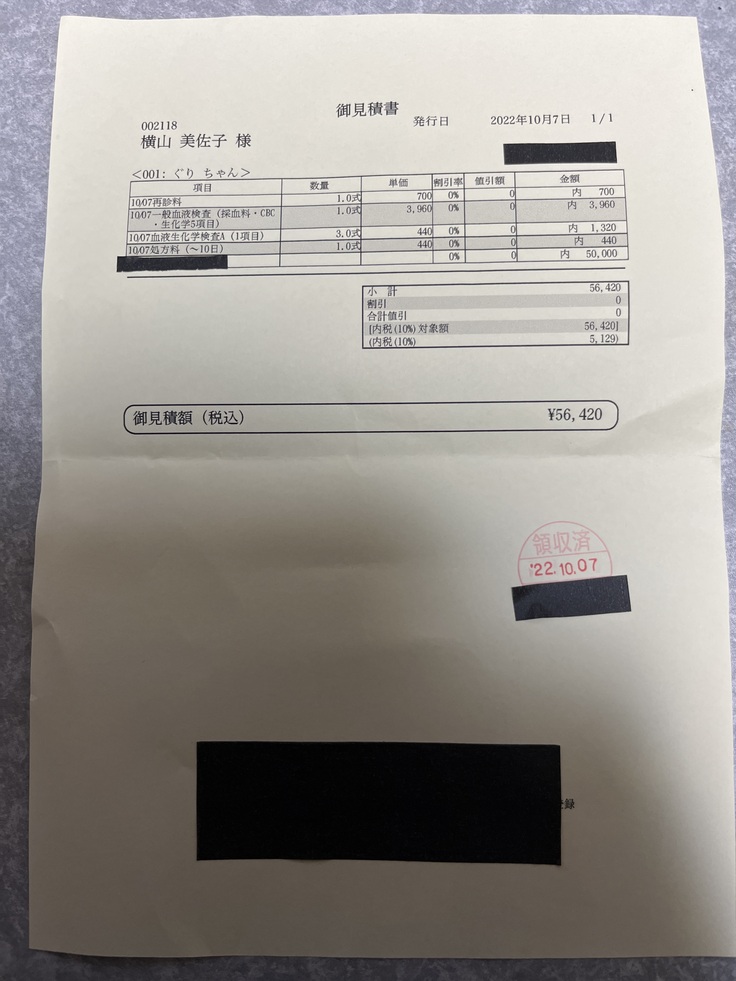 御見積書
002118
発行日 2022年10月7日 1/1
横山 美佐子 様
<001: ぐり ちゃん>
項目 数量 単価 割引率 値引額 金額
10/07再診料 1.0式 700 0% 0 内 700
10/07一般血液検査（採血料・CBC 1.0式 3,960 0% 0 内 3,960
・生化学5項目）
10/07血液生化学検査A（1項目） 3.0式 440 0% 0 内 1,320
10/07処方料（～10日） 1.0式 440 0% 0 内 440
0% 0 内 50,000
小 計 56,420
割引 0
合計値引 0
[内税(10%)対象額 56,420]
(内税(10%) 5,129)
御見積額（税込） ¥56,420
領収済
'22.10.07
録